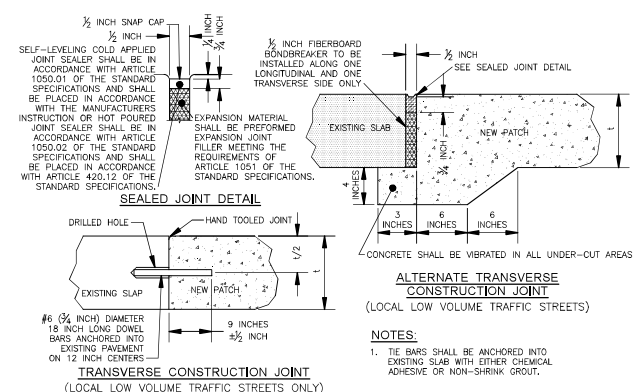 ½ INCH SNAP CAP
½ INCH
¼ INCH
¾ INCH
SELF-LEVELING COLD APPLIED
JOINT SEALER SHALL BE IN
ACCORDANCE WITH ARTICLE
1050.01 OF THE STANDARD
SPECIFICATIONS AND SHALL
BE PLACED IN ACCORDANCE
WITH THE MANUFACTURERS
INSTRUCTION OR HOT POURED
JOINT SEALER SHALL BE IN
ACCORDANCE WITH ARTICLE
1050.02 OF THE STANDARD
SPECIFICATIONS AND SHALL
BE PLACED IN ACCORDANCE
WITH ARTICLE 420.12 OF THE
STANDARD SPECIFICATIONS.
EXPANSION MATERIAL
SHALL BE PREFORMED
EXPANSION JOINT
FILLER MEETING THE
REQUIREMENTS OF
ARTICLE 1051 OF THE
STANDARD SPECIFICATIONS.
SEALED JOINT DETAIL
½ INCH FIBERBOARD
BONDBREAKER TO BE
INSTALLED ALONG ONE
LONGITUDINAL AND ONE
TRANSVERSE SIDE ONLY
½ INCH
SEE SEALED JOINT DETAIL
EXISTING SLAB
NEW PATCH
t
¾ INCH
4 INCHES
3 INCHES
6 INCHES
6 INCHES
CONCRETE SHALL BE VIBRATED IN ALL UNDER-CUT AREAS
ALTERNATE TRANSVERSE
CONSTRUCTION JOINT
(LOCAL LOW VOLUME TRAFFIC STREETS)
DRILLED HOLE
HAND TOOLED JOINT
t/2
t
EXISTING SLAP
NEW PATCH
#6 (¾ INCH) DIAMETER
18 INCH LONG DOWEL
BARS ANCHORED INTO
EXISTING PAVEMENT
ON 12 INCH CENTERS
9 INCHES
±½ INCH
TRANSVERSE CONSTRUCTION JOINT
(LOCAL LOW VOLUME TRAFFIC STREETS ONLY)
NOTES:
1. TIE BARS SHALL BE ANCHORED INTO
EXISTING SLAB WITH EITHER CHEMICAL
ADHESIVE OR NON-SHRINK GROUT.